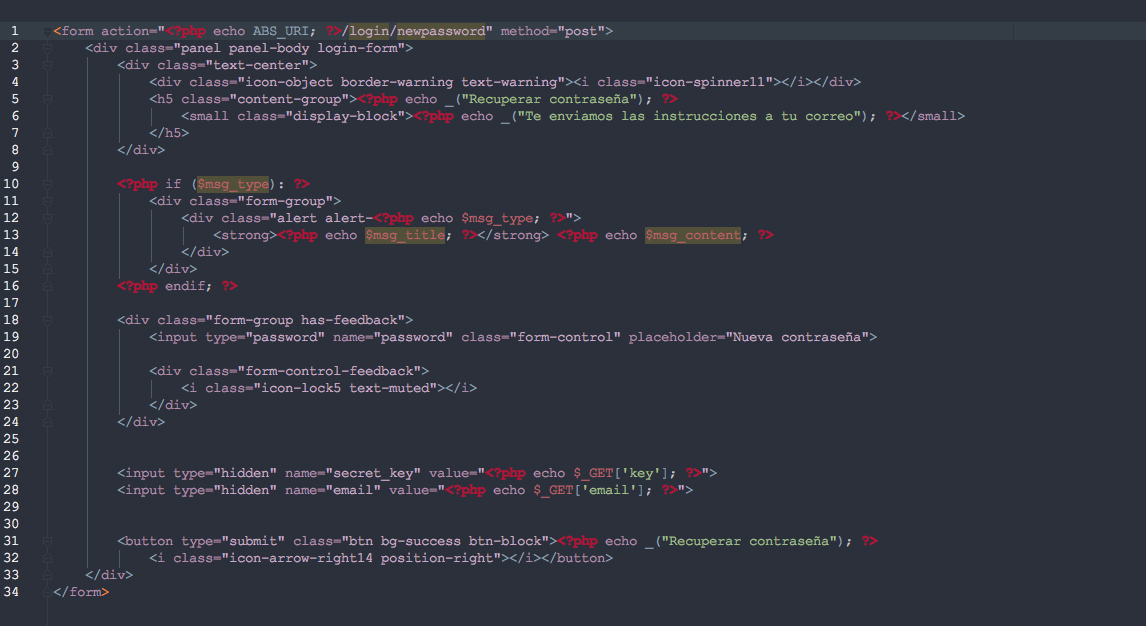 1 <form action="<?php echo ABS_URI; ?>/login/newpassword" method="post">
2 <div class="panel panel-body login-form">
3 <div class="text-center">
4 <div class="icon-object border-warning text-warning"><i class="icon-spinner11"></i></div>
5 <h5 class="content-group"><?php echo _("Recuperar contraseña"); ?>
6 <small class="display-block"><?php echo _("Te enviamos las instrucciones a tu correo"); ?></small>
7 </h5>
8 </div>
9
10 <?php if ($msg_type): ?>
11 <div class="form-group">
12 <div class="alert alert-<?php echo $msg_type; ?>">
13 <strong><?php echo $msg_title; ?></strong> <?php echo $msg_content; ?>
14 </div>
15 </div>
16 <?php endif; ?>
17
18 <div class="form-group has-feedback">
19 <input type="password" name="password" class="form-control" placeholder="Nueva contraseña">
20
21 <div class="form-control-feedback">
22 <i class="icon-lock5 text-muted"></i>
23 </div>
24 </div>
25
26
27 <input type="hidden" name="secret_key" value="<?php echo $_GET['key']; ?>">
28 <input type="hidden" name="email" value="<?php echo $_GET['email']; ?>">
29
30
31 <button type="submit" class="btn bg-success btn-block"><?php echo _("Recuperar contraseña"); ?>
32 <i class="icon-arrow-right14 position-right"></i></button>
33 </div>
34 </form>